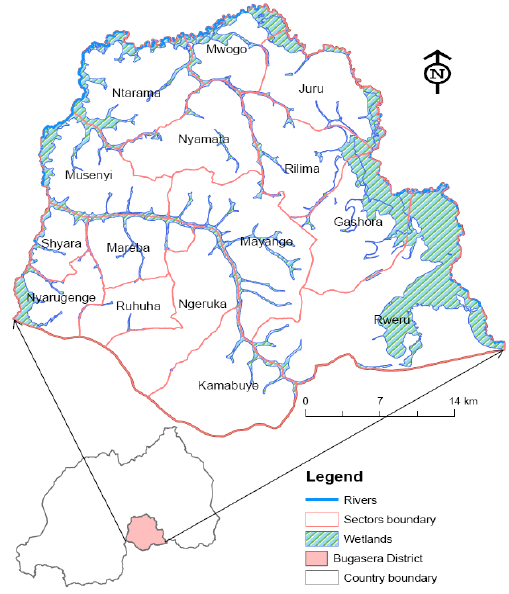 Mwogo
Ntarama
Juru
N
Nyamata
Musenyi
Rilima
Gashora
Shyara
Mareba
Mayange
Nyarugenge
Ruhuha
Ngeruka
Rweru
Kamabuye
0 7 14 km
Legend
Rivers
Sectors boundary
Wetlands
Bugasera District
Country boundary